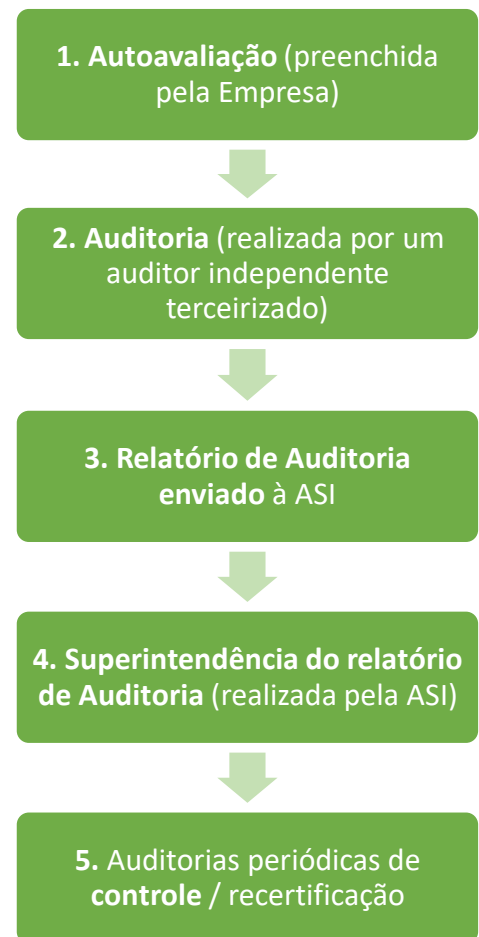 1. Autoavaliação (preenchida
pela Empresa)
2. Auditoria (realizada por um
auditor independente
terceirizado)
3. Relatório de Auditoria
enviado à ASI
4. Superintendência do relatório
de Auditoria (realizada pela ASI)
5. Auditorias periódicas de
controle / recertificação